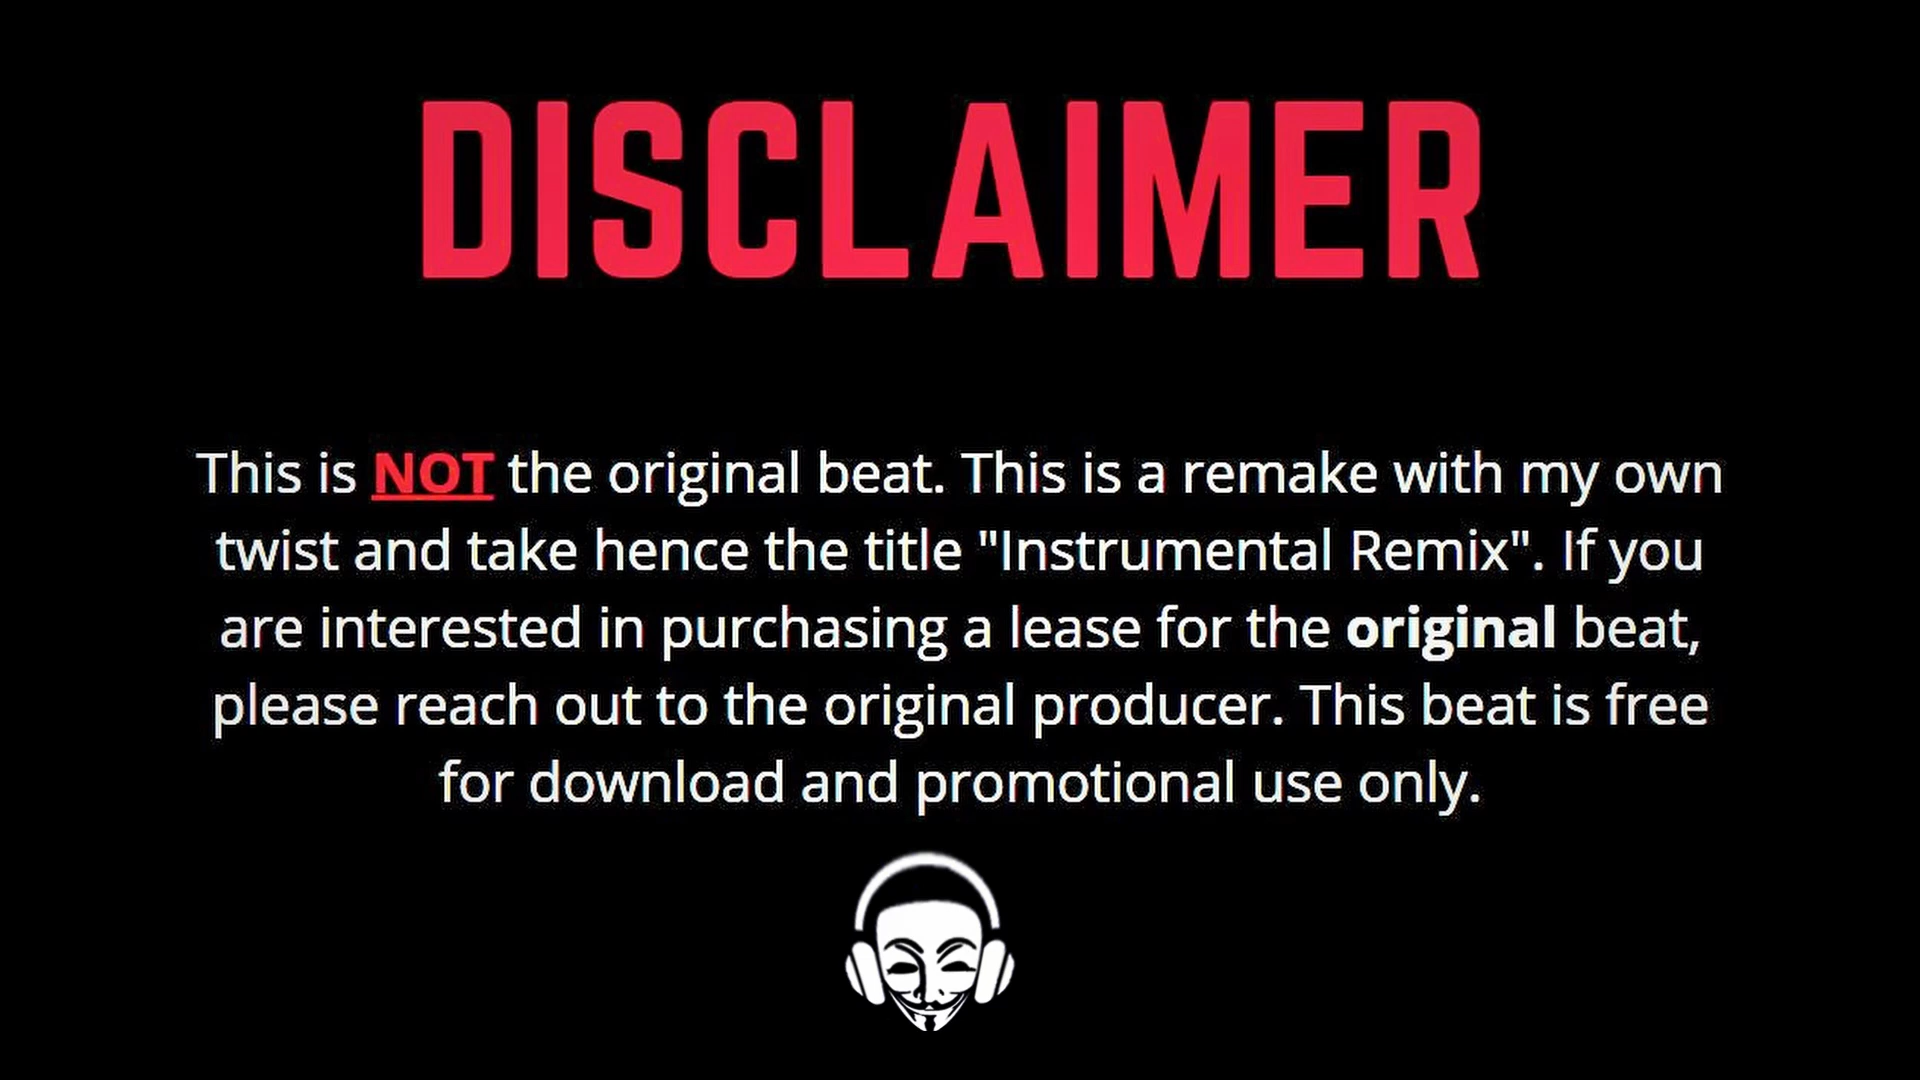 DISCLAIMER
This is NOT the original beat. This is a remake with my own
twist and take hence the title "Instrumental Remix". If you
are interested in purchasing a lease for the original beat,
please reach out to the original producer. This beat is free
for download and promotional use only.